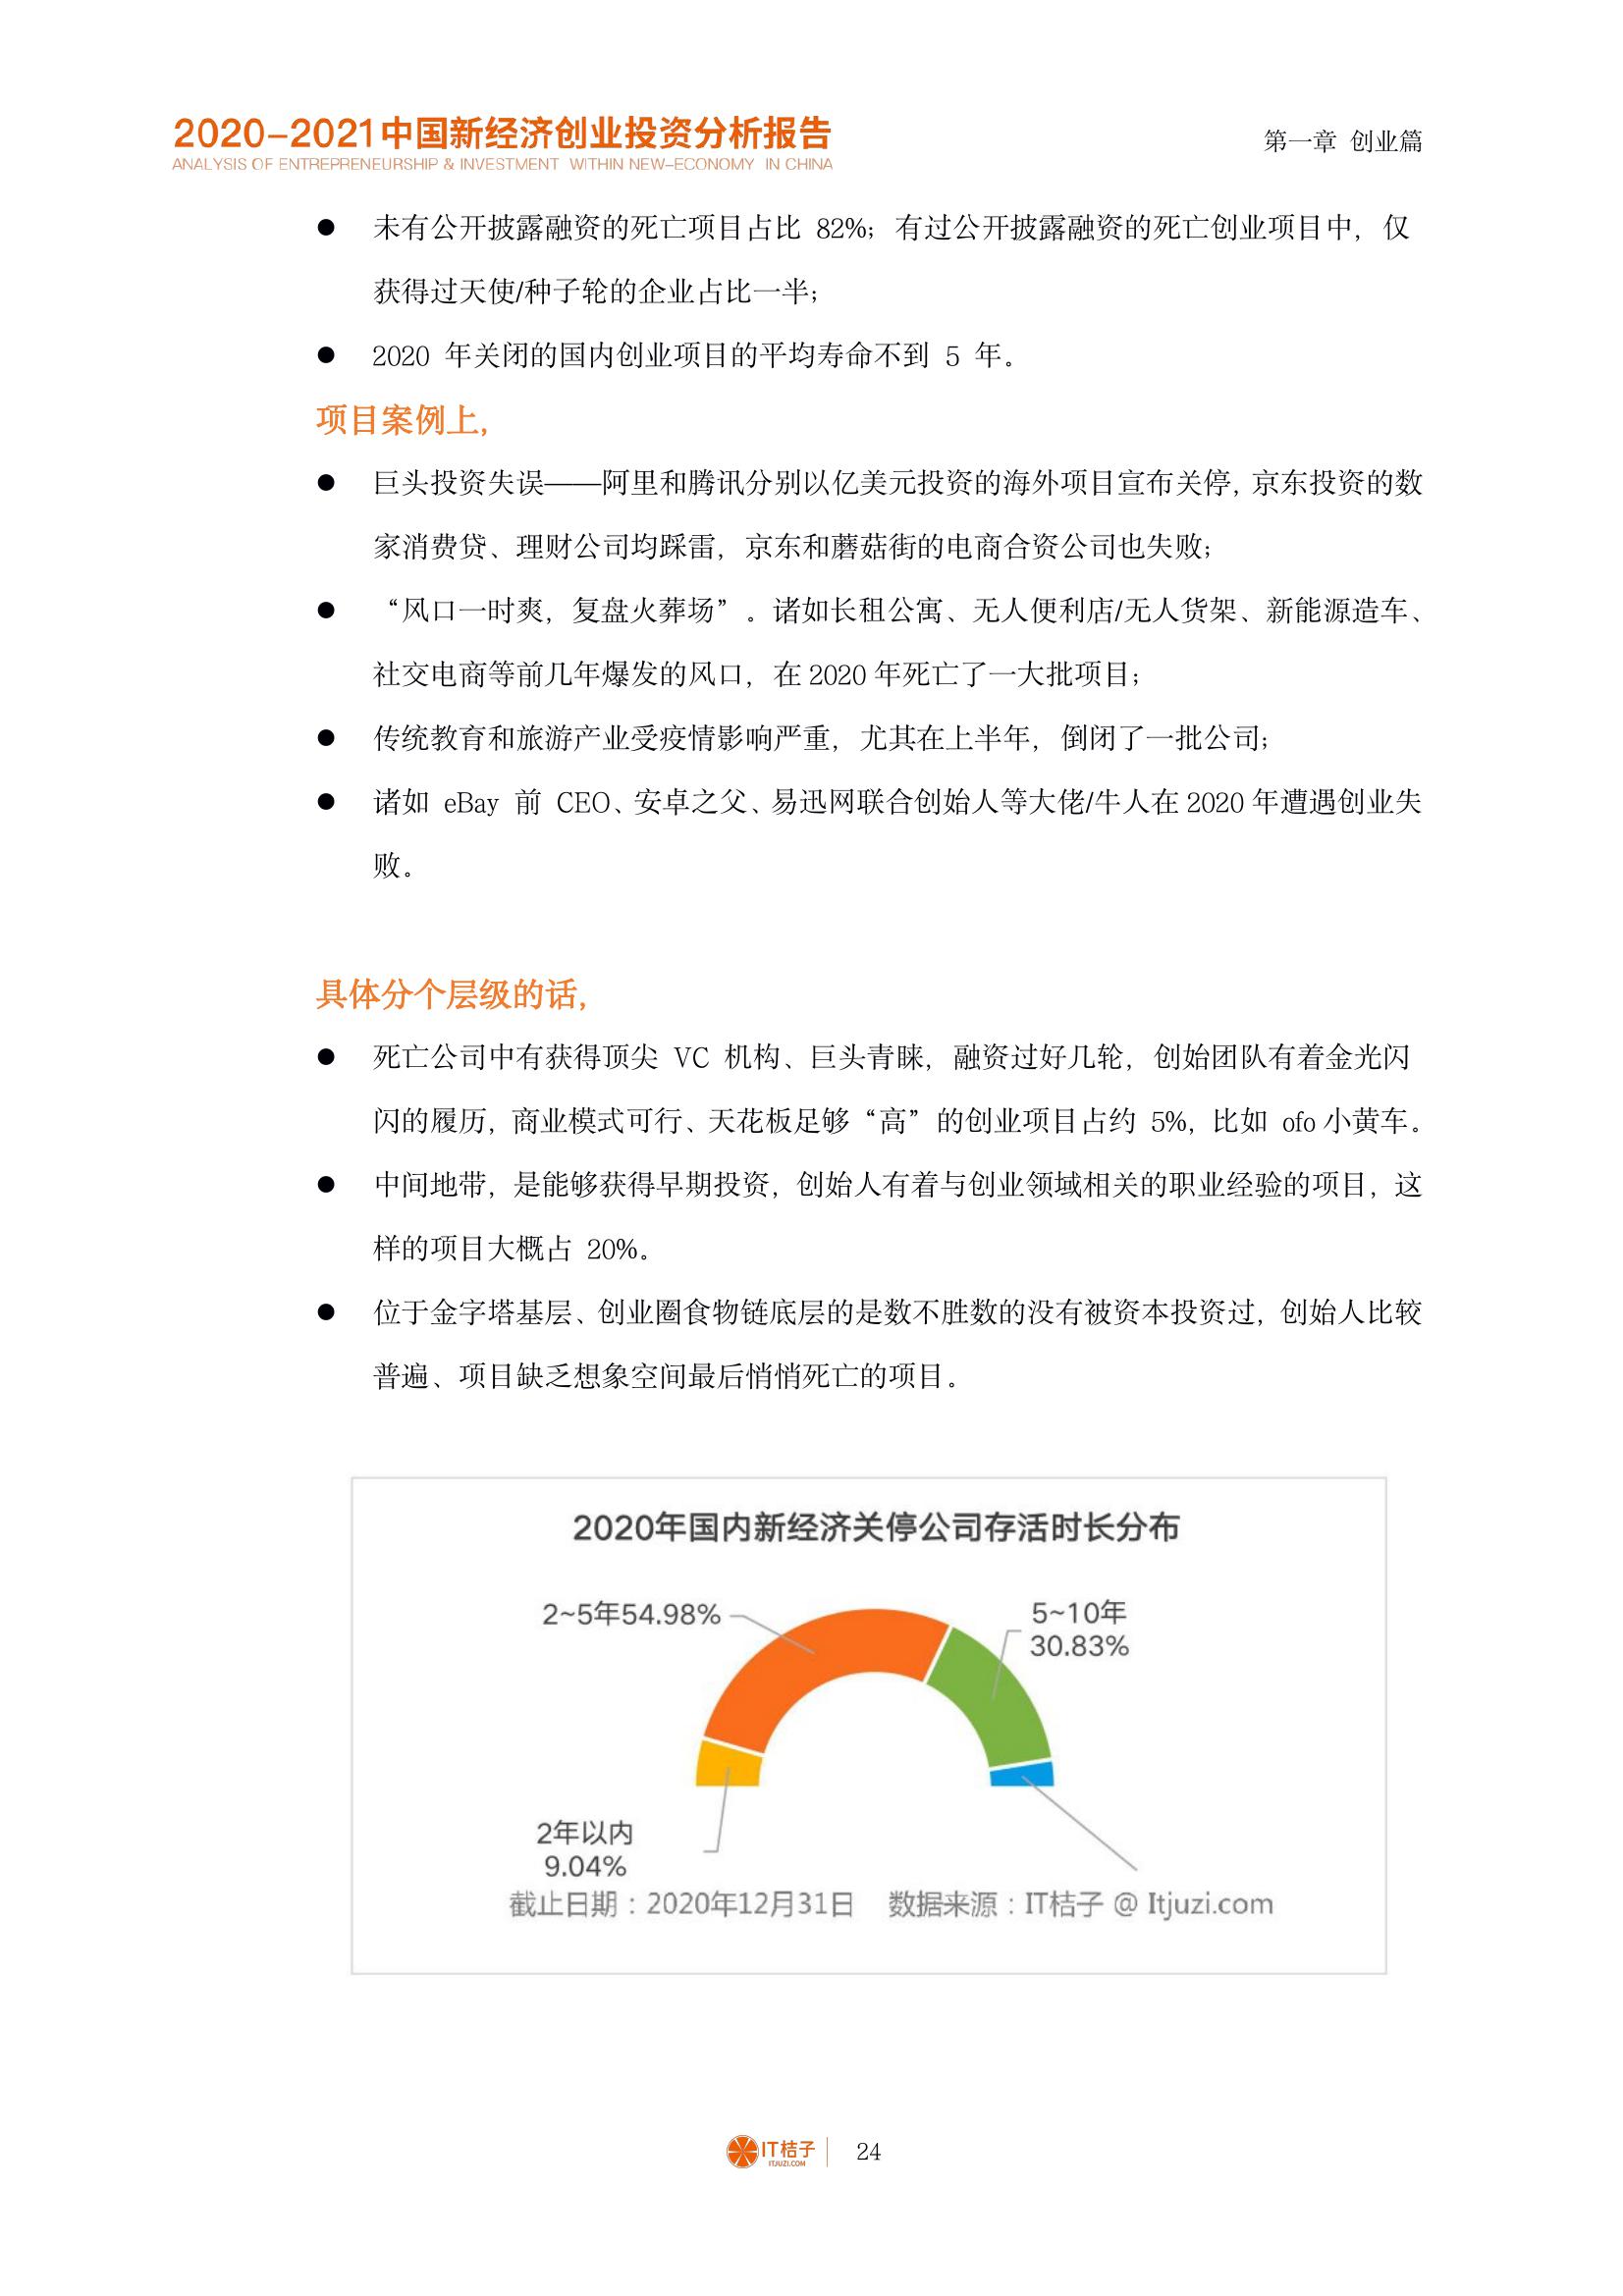 2020-2021中国新经济创业投资分析报告
ANALYSIS OF ENTREPRENEURSHIP & INVESTMENT WITHIN NEW-ECONOMY IN CHINA
第一章 创业篇
● 未有公开披露融资的死亡项目占比 82%；有过公开披露融资的死亡创业项目中，仅
获得过天使/种子轮的企业占比一半；
● 2020 年关闭的国内创业项目的平均寿命不到 5 年。
项目案例上，
● 巨头投资失误——阿里和腾讯分别以亿美元投资的海外项目宣布关停，京东投资的数
家消费贷、理财公司均踩雷，京东和蘑菇街的电商合资公司也失败；
● “风口一时爽，复盘火葬场”。诸如长租公寓、无人便利店/无人货架、新能源造车、
社交电商等前几年爆发的风口，在 2020 年死亡了一大批项目；
● 传统教育和旅游产业受疫情影响严重，尤其在上半年，倒闭了一批公司；
● 诸如 eBay 前 CEO、安卓之父、易迅网联合创始人等大佬/牛人在 2020 年遭遇创业失
败。
具体分个层级的话，
● 死亡公司中有获得顶尖 VC 机构、巨头青睐，融资过好几轮，创始团队有着金光闪
闪的履历，商业模式可行、天花板足够“高”的创业项目占约 5%，比如 ofo 小黄车。
● 中间地带，是能够获得早期投资，创始人有着与创业领域相关的职业经验的项目，这
样的项目大概占 20%。
● 位于金字塔基层、创业圈食物链底层的是数不胜数的没有被资本投资过，创始人比较
普遍、项目缺乏想象空间最后悄悄死亡的项目。
2020年国内新经济关停公司存活时长分布
2~5年54.98%
5~10年
30.83%
2年以内
9.04%
截止日期：2020年12月31日 数据来源：IT桔子 @ Itjuzi.com
IT桔子
ITJUZI.COM
24